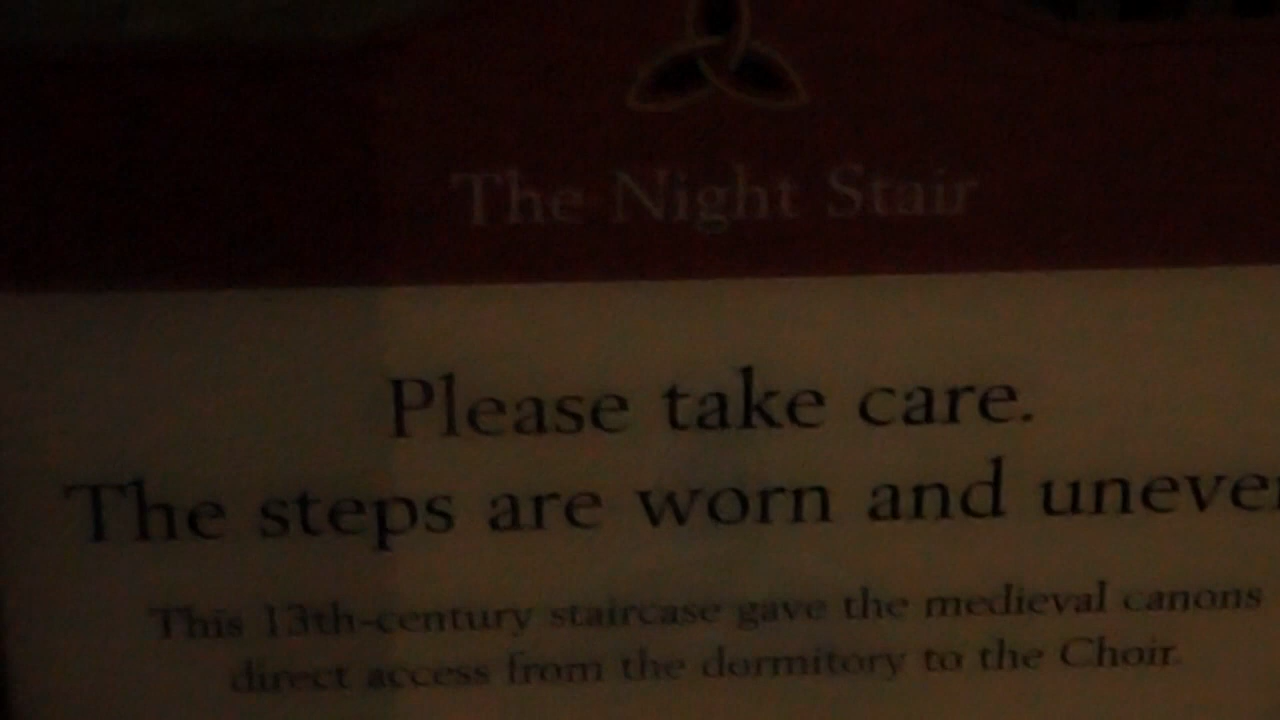 The Night Stair
Please take care.
The steps are worn and uneve
This 13th-century staircase gave the medieval canons
direct access from the dormitory to the Choir.